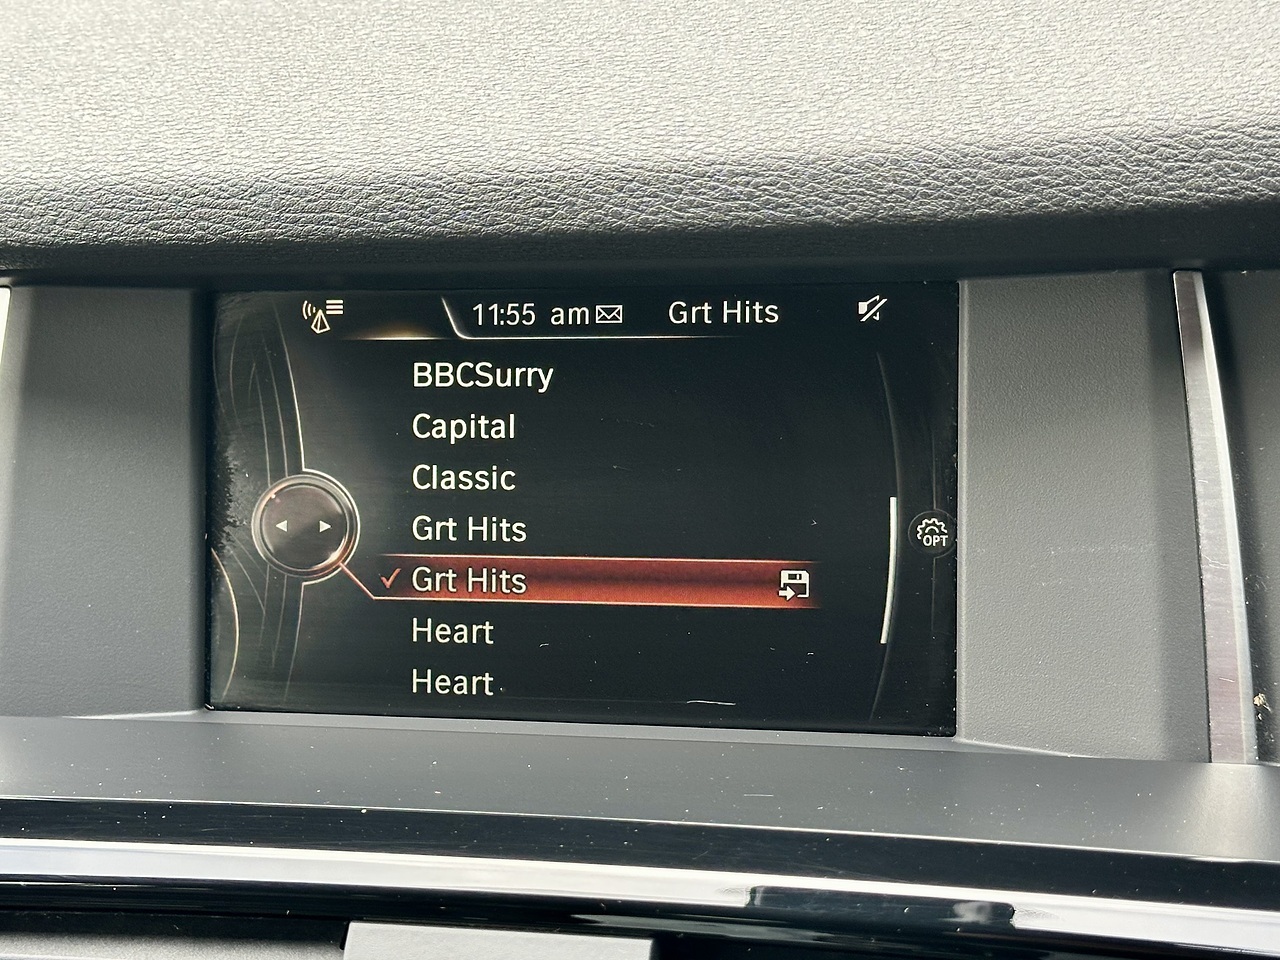 11:55 am Grt Hits
BBCSurry
Capital
Classic
Grt Hits
Grt Hits
Heart
Heart
OPT